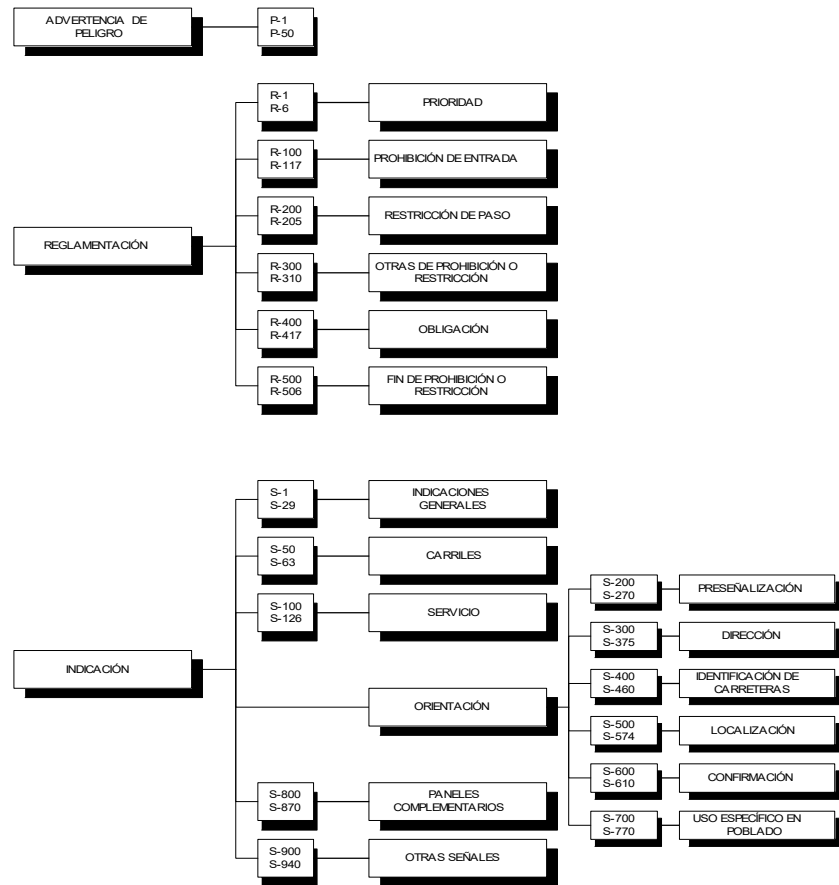 ADVERTENCIA DE
PELIGRO
P-1
P-50
REGLAMENTACIÓN
R-1
R-6
PRIORIDAD
R-100
R-117
PROHIBICIÓN DE ENTRADA
R-200
R-205
RESTRICCIÓN DE PASO
R-300
R-310
OTRAS DE PROHIBICIÓN O
RESTRICCIÓN
R-400
R-417
OBLIGACIÓN
R-500
R-506
FIN DE PROHIBICIÓN O
RESTRICCIÓN
INDICACIÓN
S-1
S-29
INDICACIONES
GENERALES
S-50
S-63
CARRILES
S-100
S-126
SERVICIO
ORIENTACIÓN
S-200
S-270
PRESEÑALIZACIÓN
S-300
S-375
DIRECCIÓN
S-400
S-460
IDENTIFICACIÓN DE
CARRETERAS
S-500
S-574
LOCALIZACIÓN
S-600
S-610
CONFIRMACIÓN
S-700
S-770
USO ESPECÍFICO EN
POBLADO
S-800
S-870
PANELES
COMPLEMENTARIOS
S-900
S-940
OTRAS SEÑALES